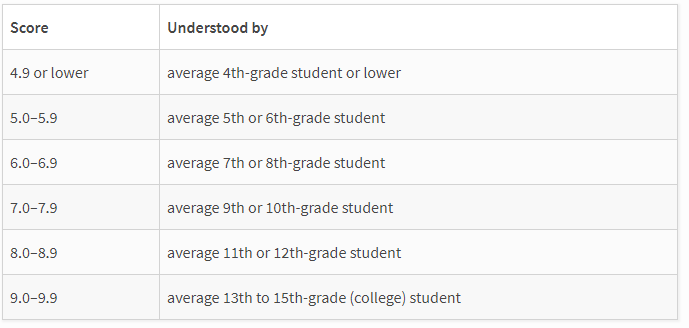 Score Understood by
4.9 or lower average 4th-grade student or lower
5.0–5.9 average 5th or 6th-grade student
6.0–6.9 average 7th or 8th-grade student
7.0–7.9 average 9th or 10th-grade student
8.0–8.9 average 11th or 12th-grade student
9.0–9.9 average 13th to 15th-grade (college) student